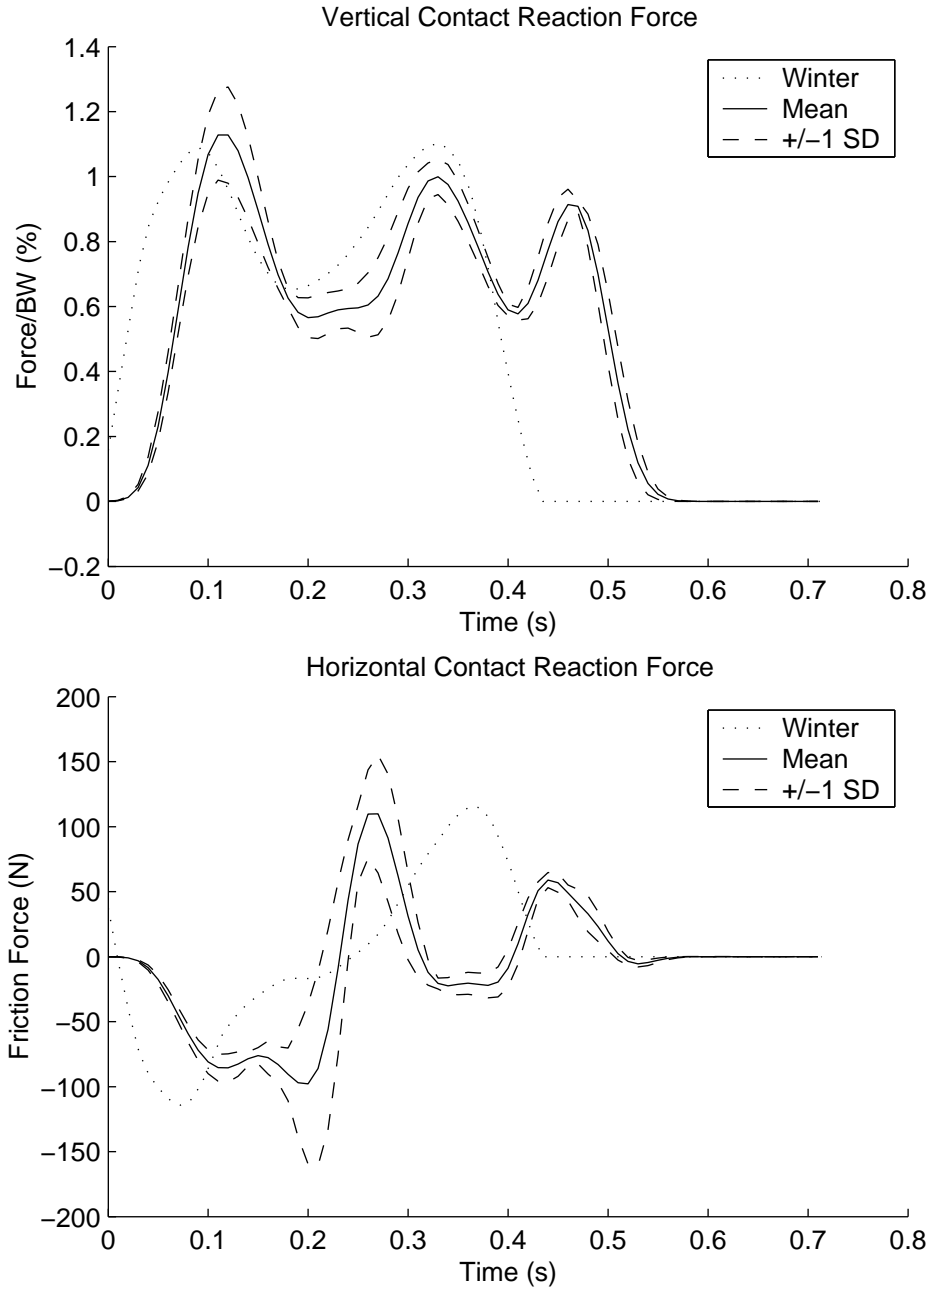 Vertical Contact Reaction Force
1.4
1.2
1
0.8
0.6
0.4
0.2
0
−0.2
Force/BW (%)
Winter
Mean
+/−1 SD
0 0.1 0.2 0.3 0.4 0.5 0.6 0.7 0.8
Time (s)
Horizontal Contact Reaction Force
200
150
100
50
0
−50
−100
−150
−200
Friction Force (N)
Winter
Mean
+/−1 SD
0 0.1 0.2 0.3 0.4 0.5 0.6 0.7 0.8
Time (s)